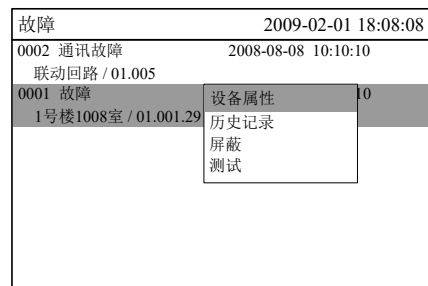 故障 2009-02-01 18:08:08
0002 通讯故障 2008-08-08 10:10:10
联动回路 / 01.005
0001 故障 10
1号楼1008室 / 01.001.29
设备属性
历史记录
屏蔽
测试